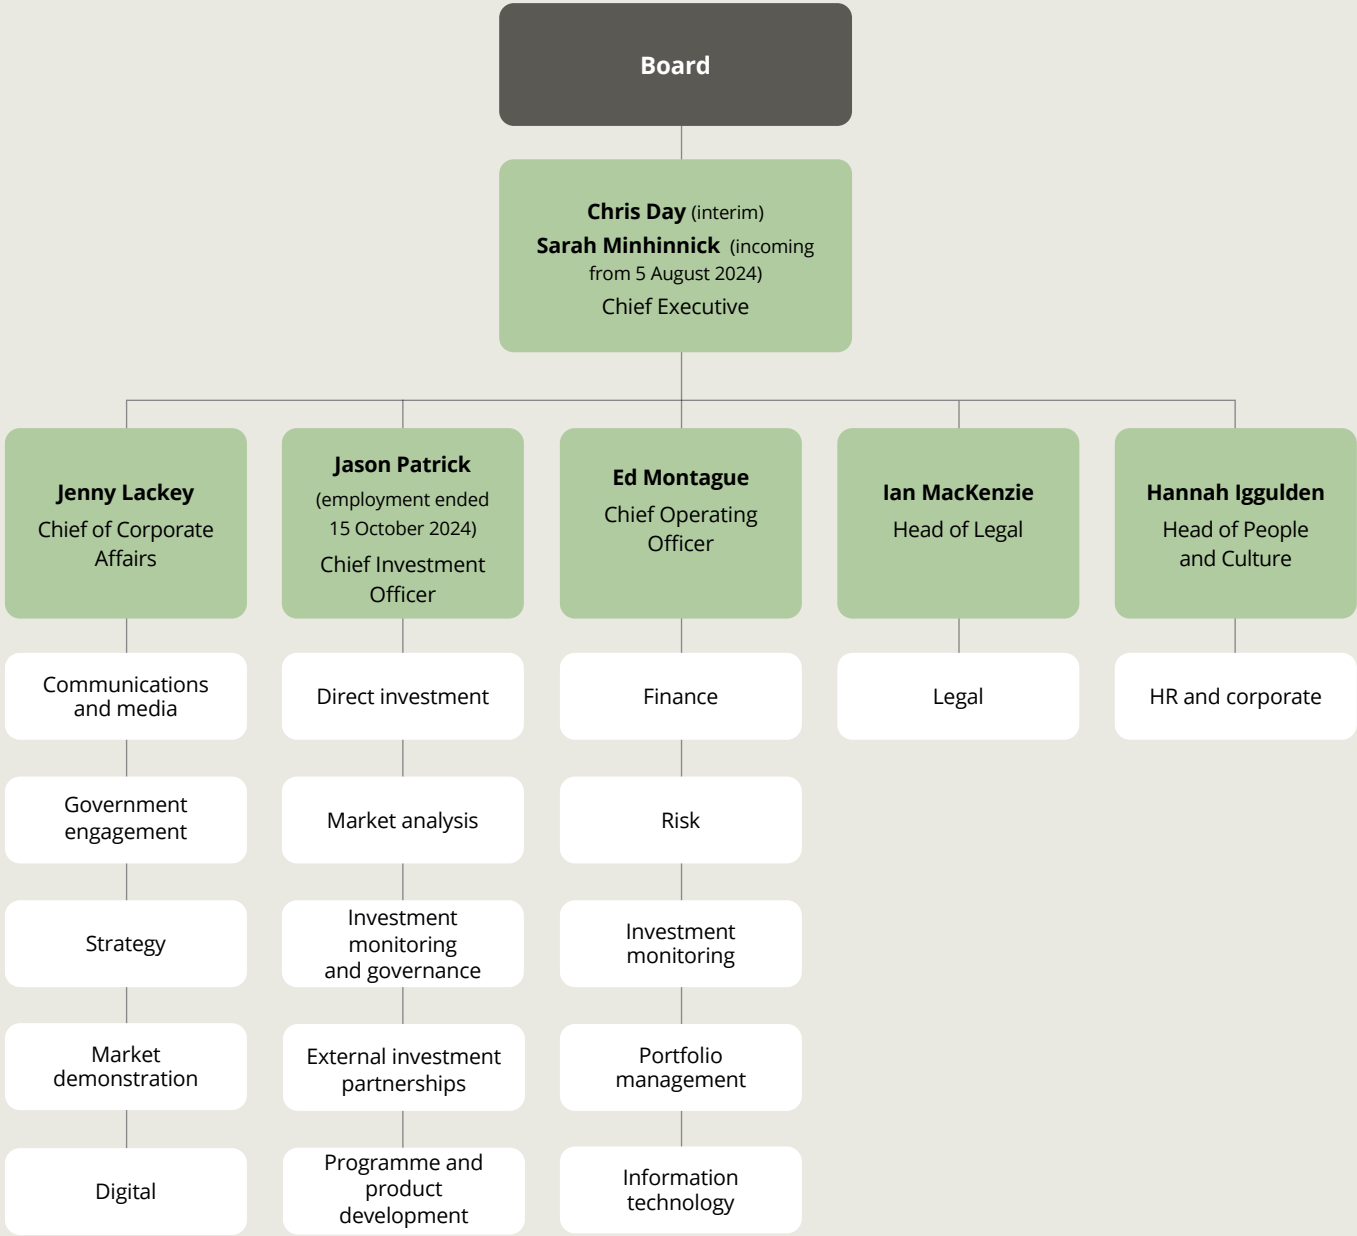 Board
Chris Day (interim)
Sarah Minhinnick (incoming
from 5 August 2024)
Chief Executive
Jenny Lackey
Chief of Corporate
Affairs
Jason Patrick
(employment ended
15 October 2024)
Chief Investment
Officer
Ed Montague
Chief Operating
Officer
Ian MacKenzie
Head of Legal
Hannah Iggulden
Head of People
and Culture
Communications
and media
Government
engagement
Strategy
Market
demonstration
Digital
Direct investment
Market analysis
Investment
monitoring
and governance
External investment
partnerships
Programme and
product
development
Finance
Risk
Investment
monitoring
Portfolio
management
Information
technology
Legal
HR and corporate